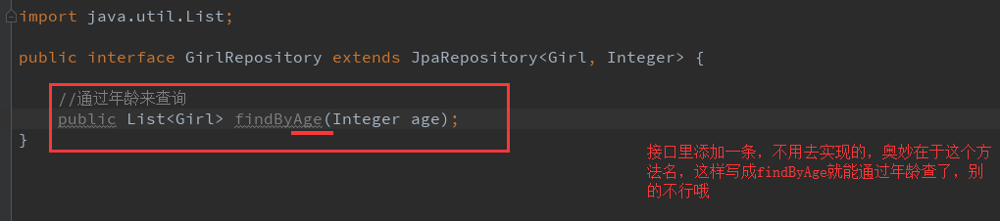 import java.util.List;
public interface GirlRepository extends JpaRepository<Girl, Integer> {
//通过年龄来查询
public List<Girl> findByAge(Integer age);
}
接口里添加一条，不用去实现的，奥妙在于这个方
法名，这样写成findByAge就能通过年龄查了，别
的不行哦